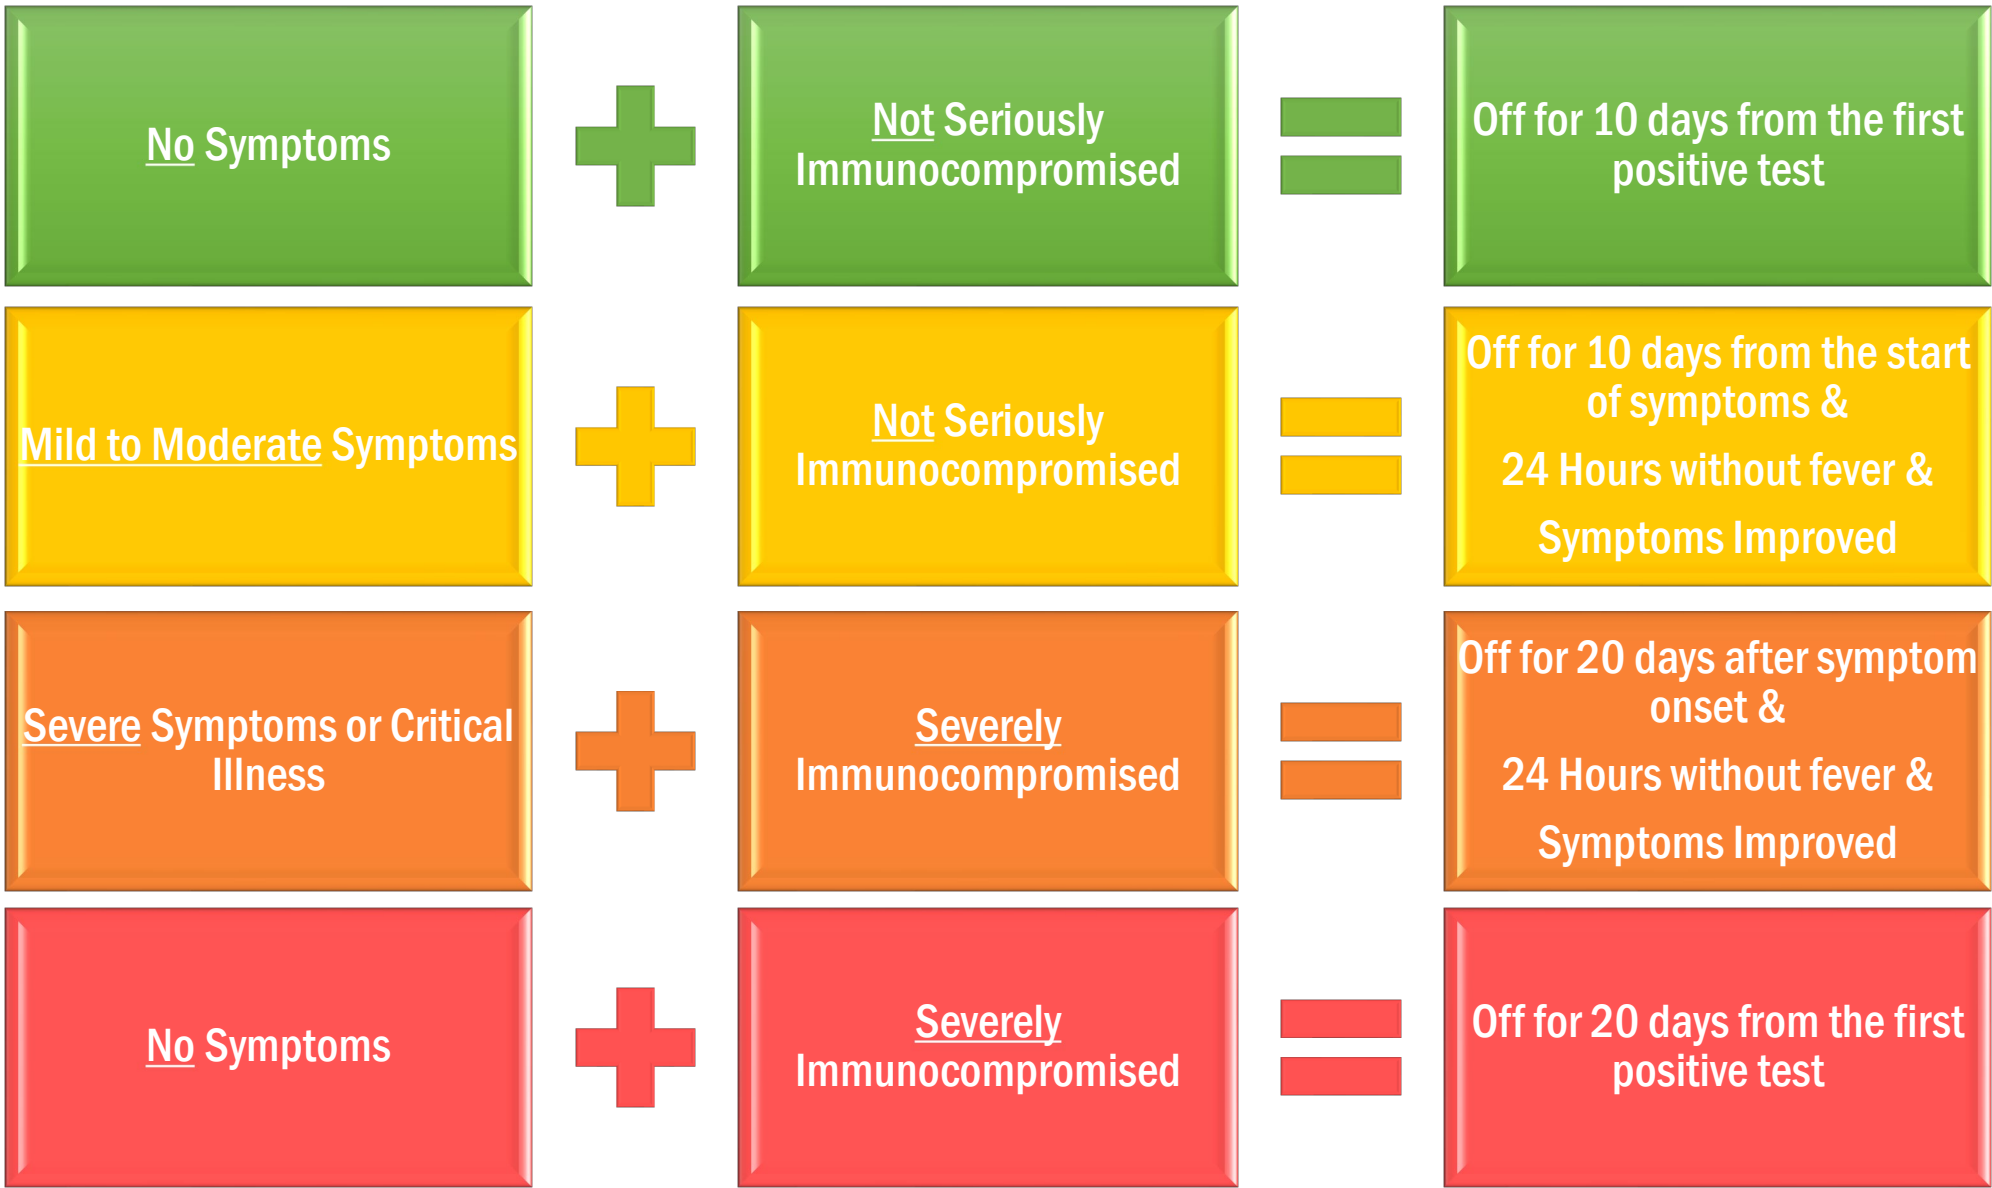 No Symptoms
Not Seriously
Immunocompromised
Off for 10 days from the first
positive test
Mild to Moderate Symptoms
Not Seriously
Immunocompromised
Off for 10 days from the start
of symptoms &
24 Hours without fever &
Symptoms Improved
Severe Symptoms or Critical
Illness
Severely
Immunocompromised
Off for 20 days after symptom
onset &
24 Hours without fever &
Symptoms Improved
No Symptoms
Severely
Immunocompromised
Off for 20 days from the first
positive test